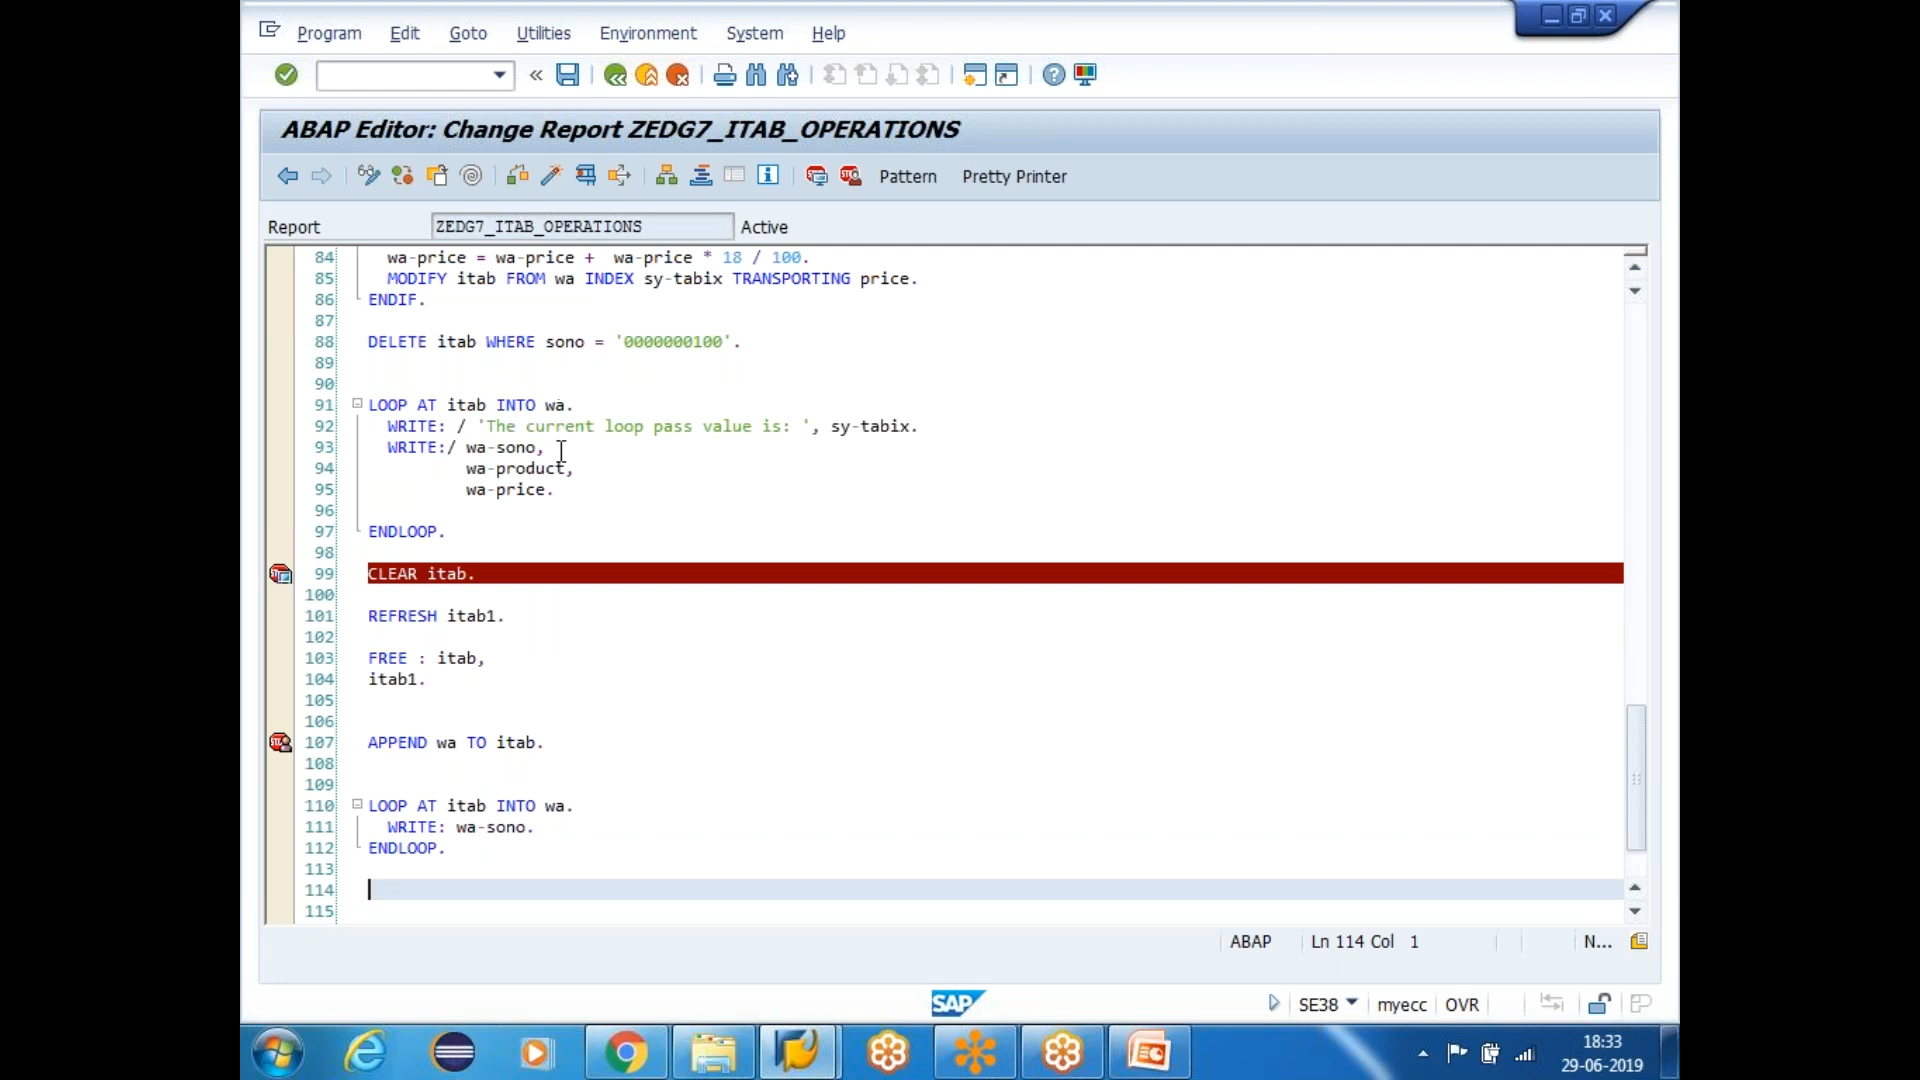 Program Edit Goto Utilities Environment System Help
«
ABAP Editor: Change Report ZEDG7_ITAB_OPERATIONS
Pattern Pretty Printer
Report ZEDG7_ITAB_OPERATIONS Active
84 wa-price = wa-price + wa-price * 18 / 100.
85 MODIFY itab FROM wa INDEX sy-tabix TRANSPORTING price.
86 ENDIF.
87
88 DELETE itab WHERE sono = '0000000100'.
89
90
91 LOOP AT itab INTO wa.
92 WRITE: / 'The current loop pass value is: ', sy-tabix.
93 WRITE:/ wa-sono,
94 wa-product,
95 wa-price.
96
97 ENDLOOP.
98
99 CLEAR itab.
100
101 REFRESH itab1.
102
103 FREE : itab,
104 itab1.
105
106
107 APPEND wa TO itab.
108
109
110 LOOP AT itab INTO wa.
111 WRITE: wa-sono.
112 ENDLOOP.
113
114
115
ABAP Ln 114 Col 1 N...
SAP SE38 myecc OVR
18:33
29-06-2019